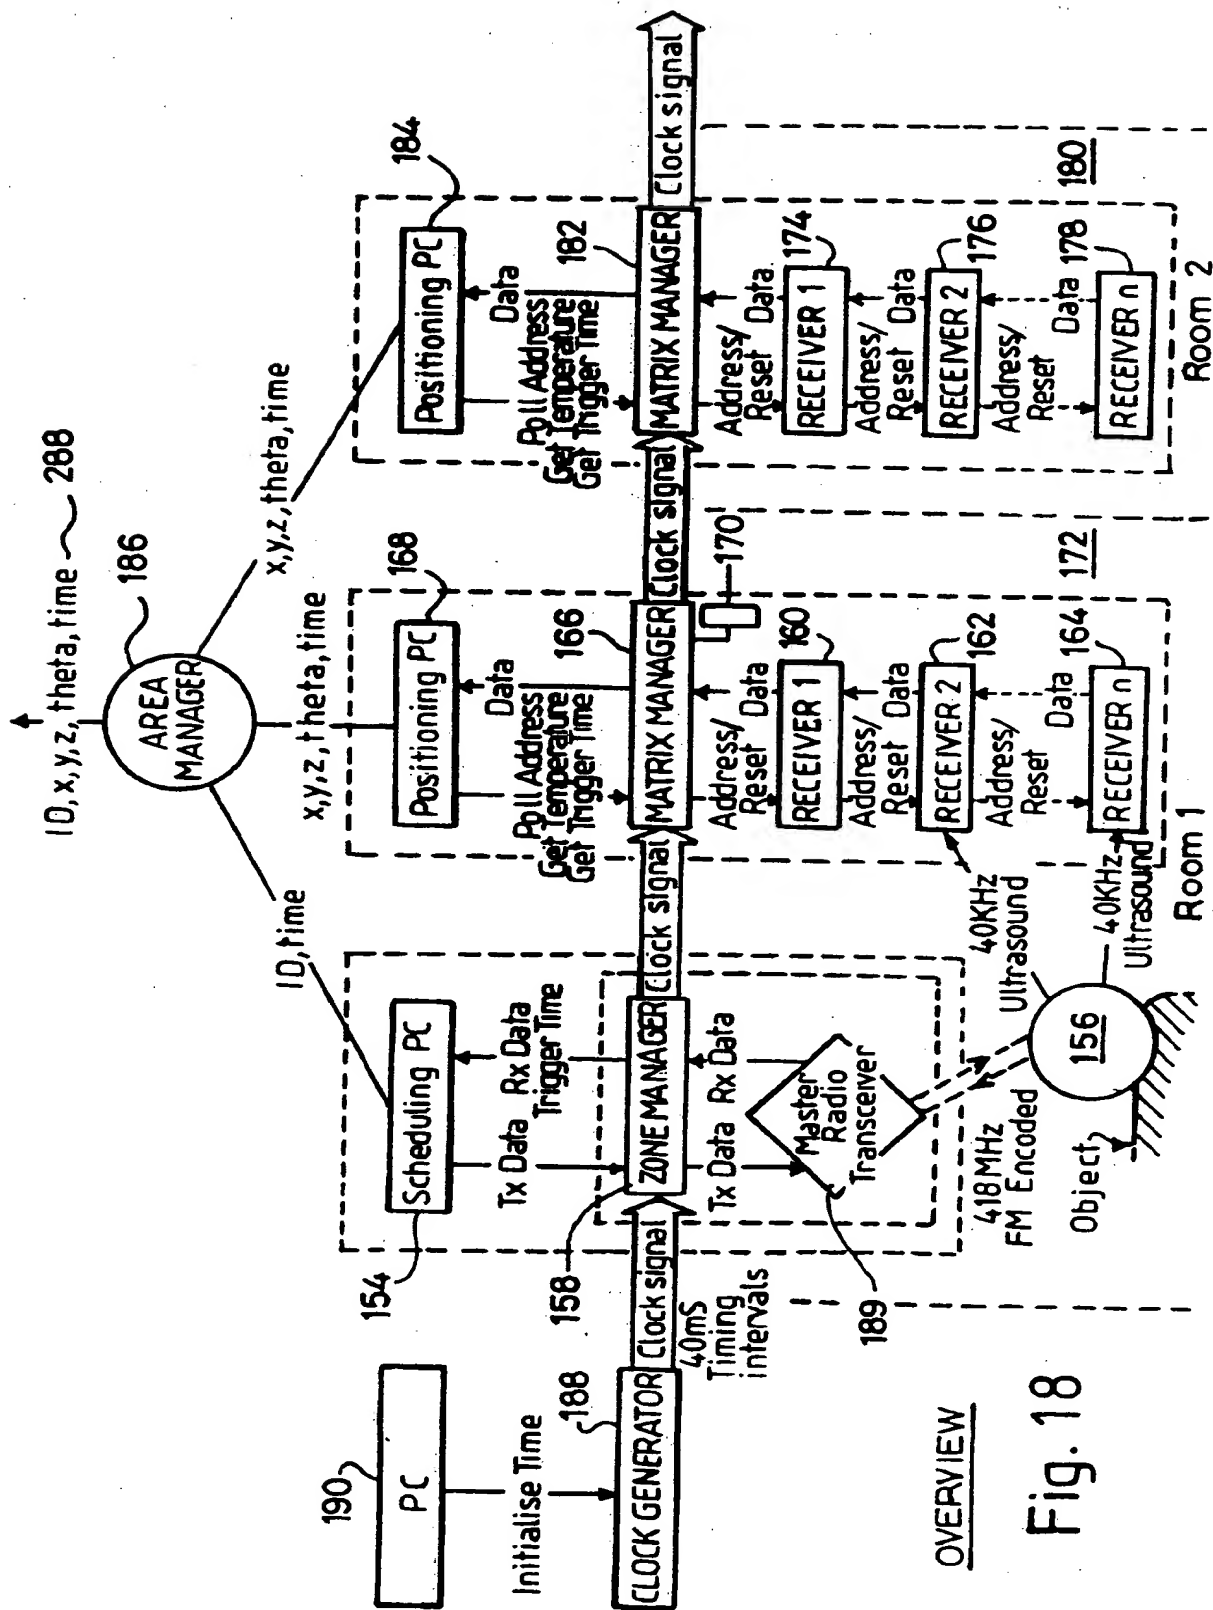 ID,x,y,z,theta,time
288
AREA
MANAGER
186
ID,time
x,y,z,theta,time
x,y,z,theta,time
190
PC
Initialise Time
CLOCK GENERATOR
188
Clock signal
40mS
Timing
intervals
154
Scheduling PC
Tx Data
Rx Data
Trigger Time
158
ZONE MANAGER
Tx Data
Rx Data
Master
Radio
Transceiver
189
Clock signal
418MHz
FM Encoded
Object
156
40KHz
Ultrasound
40KHz
Ultrasound
168
Positioning PC
Poll Address
Get Temperature
Get Trigger Time
Data
166
MATRIX MANAGER
170
Clock signal
Address/
Reset
Data
RECEIVER 1
160
Address/
Reset
Data
RECEIVER 2
162
Address/
Reset
Data
RECEIVER n
164
172
Room 1
184
Positioning PC
Poll Address
Get Temperature
Get Trigger Time
Data
182
MATRIX MANAGER
Clock signal
Address/
Reset
Data
RECEIVER 1
174
Address/
Reset
Data
RECEIVER 2
176
Address/
Reset
Data
RECEIVER n
178
180
Room 2
OVERVIEW
Fig. 18